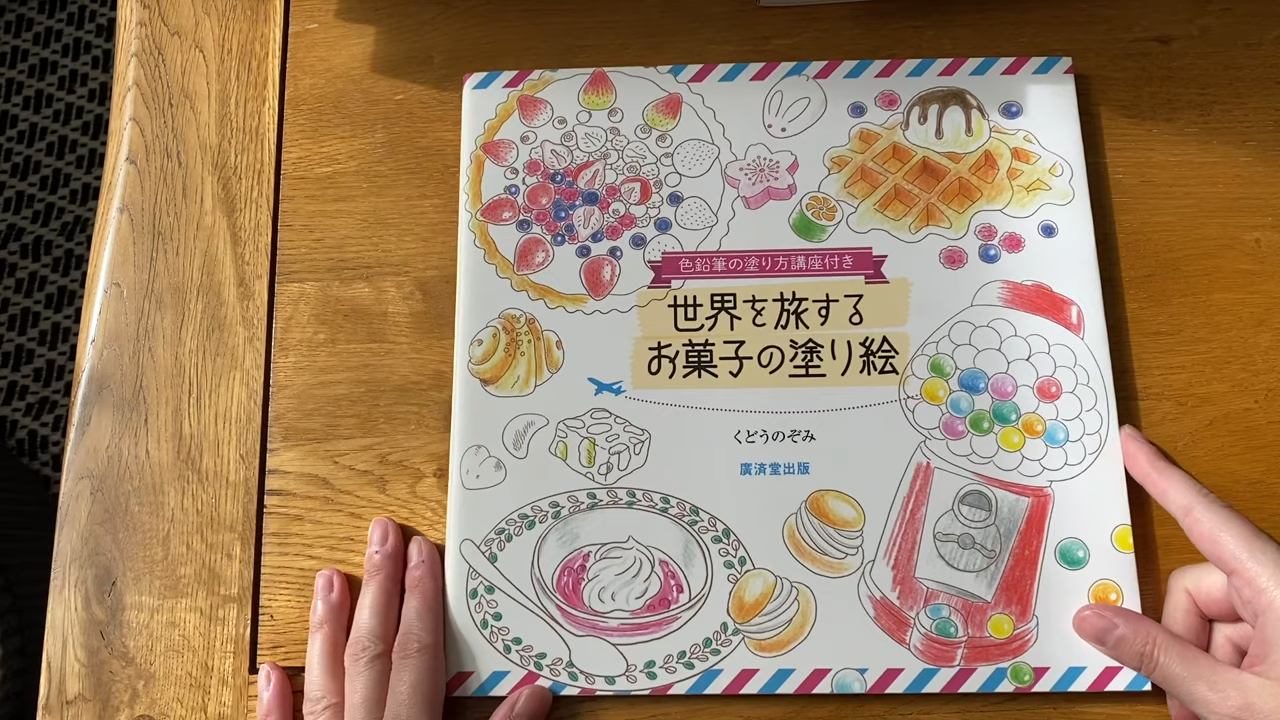 色鉛筆の塗り方講座付き
世界を旅する
お菓子の塗り絵
くどうのぞみ
廣済堂出版